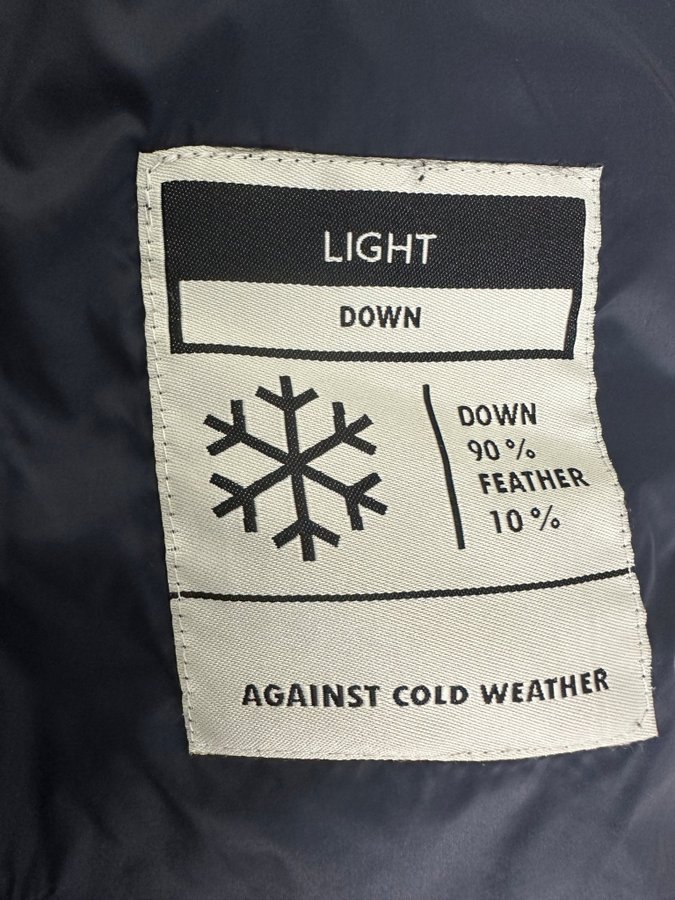 LIGHT
DOWN
DOWN
90 %
FEATHER
10 %
AGAINST COLD WEATHER